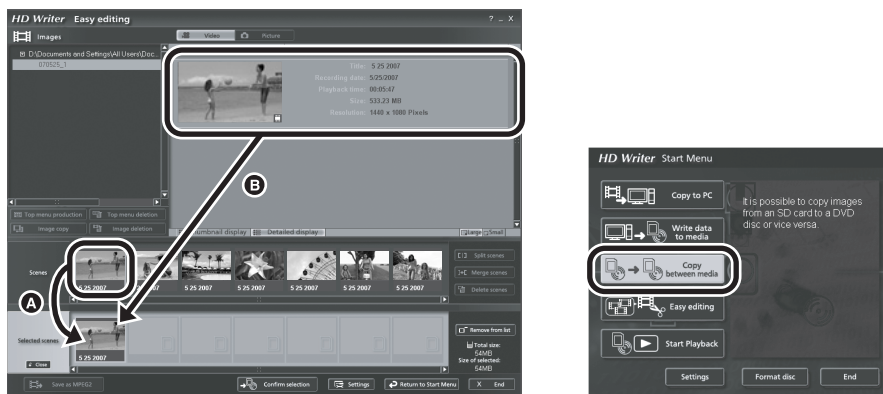 HD Writer Easy editing
? _ X
Images
Video
Picture
D:\Documents and Settings\All Users\Doc...
070525_1
Title: 5 25 2007
Recording date: 5/25/2007
Playback time: 00:05:47
Size: 533.23 MB
Resolution: 1440 x 1080 Pixels
B
Top menu production
Top menu deletion
Image copy
Image deletion
Thumbnail display
Detailed display
Large
Small
Scenes
5 25 2007
5 25 2007
5 25 2007
5 25 2007
5 25 2007
5 25 2007
Split scenes
Merge scenes
Delete scenes
A
Selected scenes
Close
5 25 2007
Remove from list
Total size:
54MB
Size of selected:
54MB
Save as MPEG2
Confirm selection
Settings
Return to Start Menu
X End
HD Writer Start Menu
Copy to PC
Write data
to media
Copy
between media
Easy editing
Start Playback
It is possible to copy images
from an SD card to a DVD
disc or vice versa.
Settings
Format disc
End